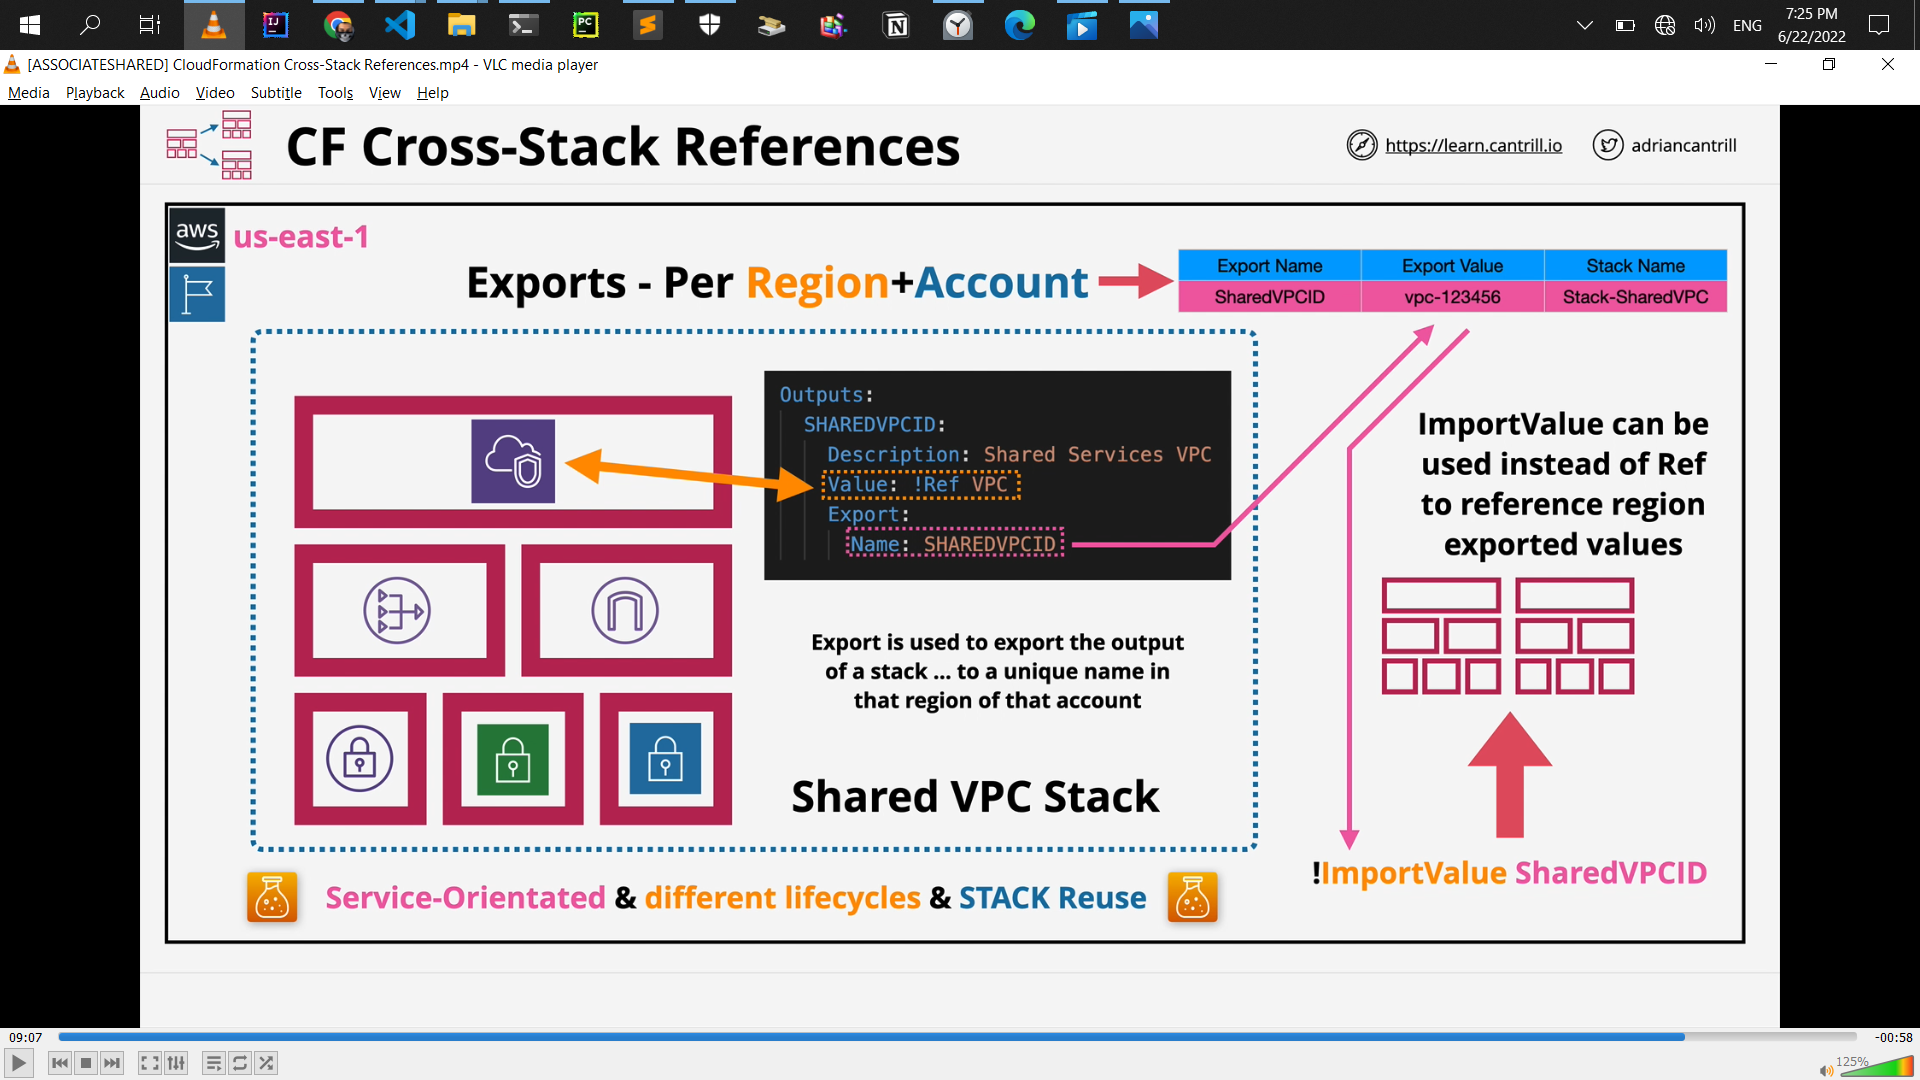 IJ
PC
N
ENG
7:25 PM
6/22/2022
[ASSOCIATESHARED] CloudFormation Cross-Stack References.mp4 - VLC media player
Media Playback Audio Video Subtitle Tools View Help
CF Cross-Stack References
https://learn.cantrill.io
adriancantrill
aws
us-east-1
Exports - Per Region+Account
Export Name Export Value Stack Name
SharedVPCID vpc-123456 Stack-SharedVPC
Outputs:
SHAREDVPCID:
Description: Shared Services VPC
Value: !Ref VPC
Export:
Name: SHAREDVPCID
ImportValue can be
used instead of Ref
to reference region
exported values
Export is used to export the output
of a stack ... to a unique name in
that region of that account
Shared VPC Stack
!ImportValue SharedVPCID
Service-Orientated & different lifecycles & STACK Reuse
09:07
-00:58
125%